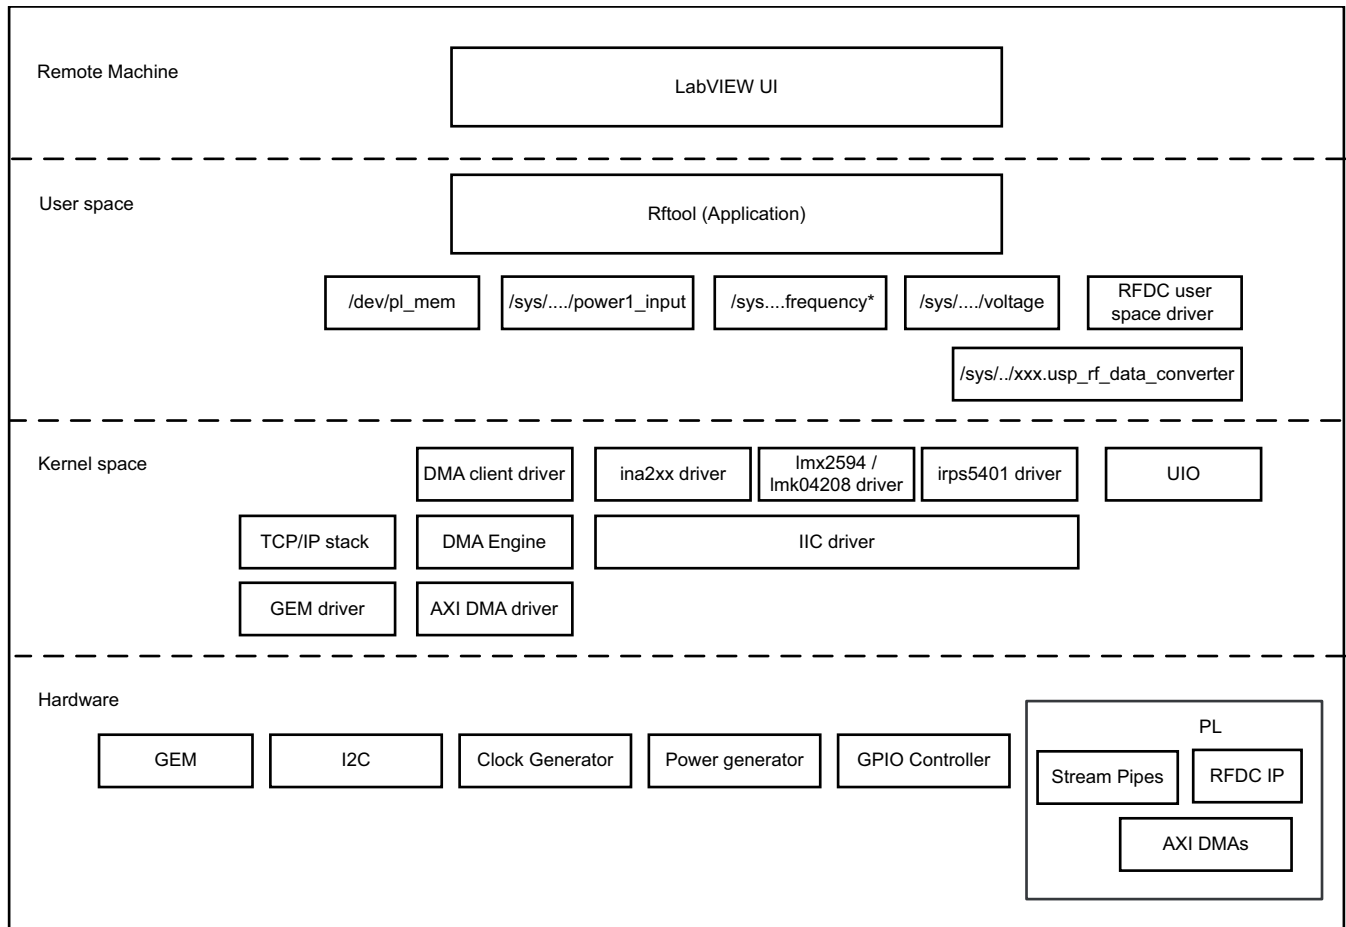 Remote Machine
LabVIEW UI
User space
Rftool (Application)
/dev/pl_mem
/sys/..../power1_input
/sys....frequency*
/sys/..../voltage
RFDC user
space driver
/sys/../xxx.usp_rf_data_converter
Kernel space
DMA client driver
ina2xx driver
lmx2594 /
lmk04208 driver
irps5401 driver
UIO
TCP/IP stack
DMA Engine
IIC driver
GEM driver
AXI DMA driver
Hardware
GEM
I2C
Clock Generator
Power generator
GPIO Controller
PL
Stream Pipes
RFDC IP
AXI DMAs